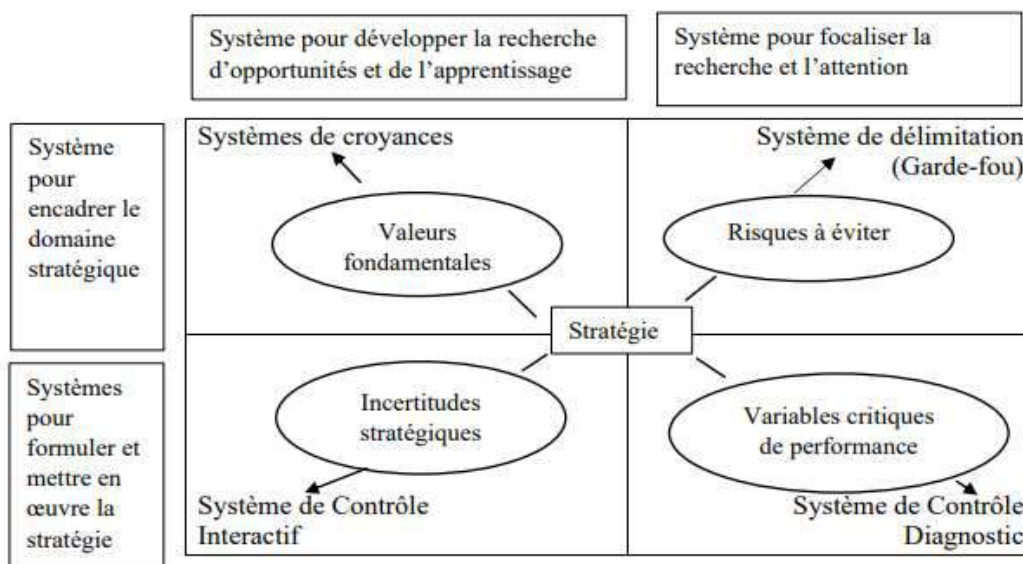 Système pour développer la recherche
d'opportunités et de l'apprentissage
Système pour focaliser la
recherche et l'attention
Système
pour
encadrer le
domaine
stratégique
Systèmes de croyances
Système de délimitation
(Garde-fou)
Valeurs
fondamentales
Risques à éviter
Stratégie
Systèmes
pour
formuler et
mettre en
œuvre la
stratégie
Incertitudes
stratégiques
Variables critiques
de performance
Système de Contrôle
Interactif
Système de Contrôle
Diagnostic